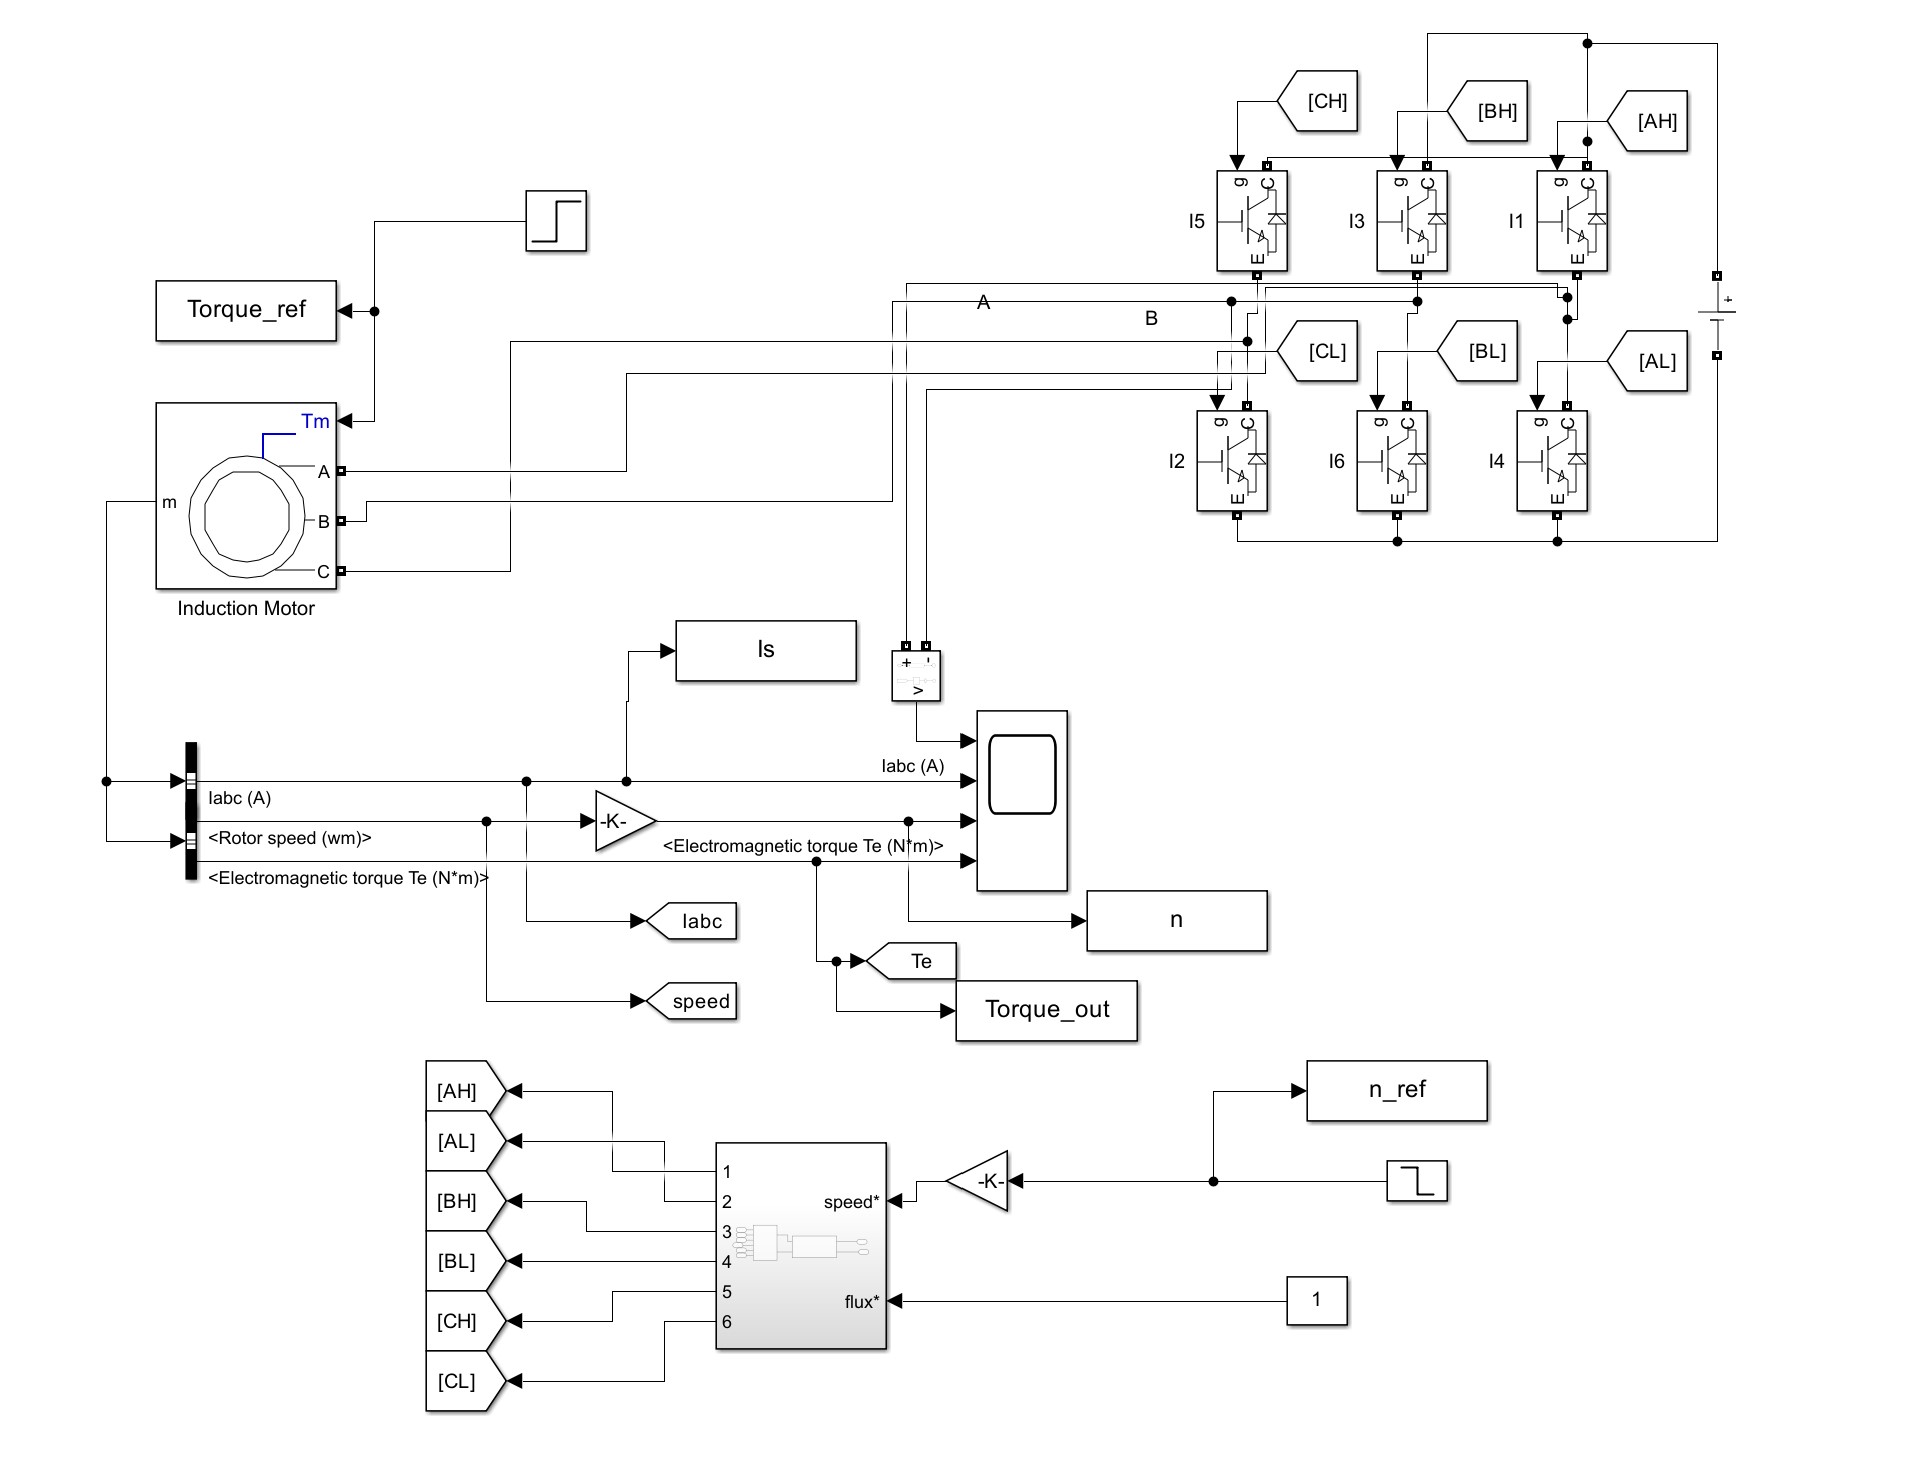 [CH]
[BH]
[AH]
g
C
g
C
g
C
I5
I3
I1
E
E
E
Torque_ref
+
A
B
[CL]
[BL]
[AL]
Tm
g
C
g
C
g
C
A
I2
I6
I4
m
E
E
E
B
C
Induction Motor
Is
+ -
>
Iabc (A)
Iabc (A)
-K-
<Rotor speed (wm)>
<Electromagnetic torque Te (N*m)>
<Electromagnetic torque Te (N*m)>
Iabc
n
Te
speed
Torque_out
[AH]
n_ref
[AL]
1
-K-
[BH]
2
speed*
3
[BL]
4
5
flux*
1
[CH]
6
[CL]